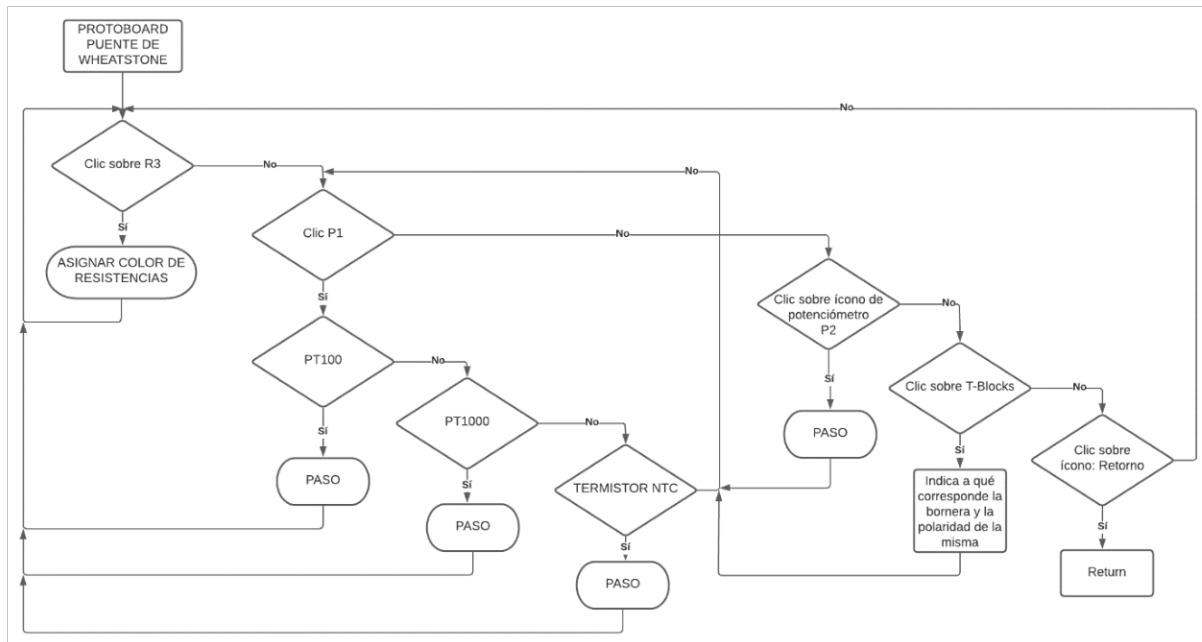 PROTOBOARD
PUENTE DE
WHEATSTONE
No
Clic sobre R3
No
No
Sí
Clic P1
No
ASIGNAR COLOR DE
RESISTENCIAS
Sí
Clic sobre ícono de
potenciómetro
P2
No
PT100
No
Sí
Clic sobre T-Blocks
No
PT1000
No
PASO
Sí
Sí
Clic sobre
ícono: Retorno
PASO
Sí
TERMISTOR NTC
Indica a qué
corresponde la
bornera y la
polaridad de la
misma
PASO
Sí
Sí
PASO
Return